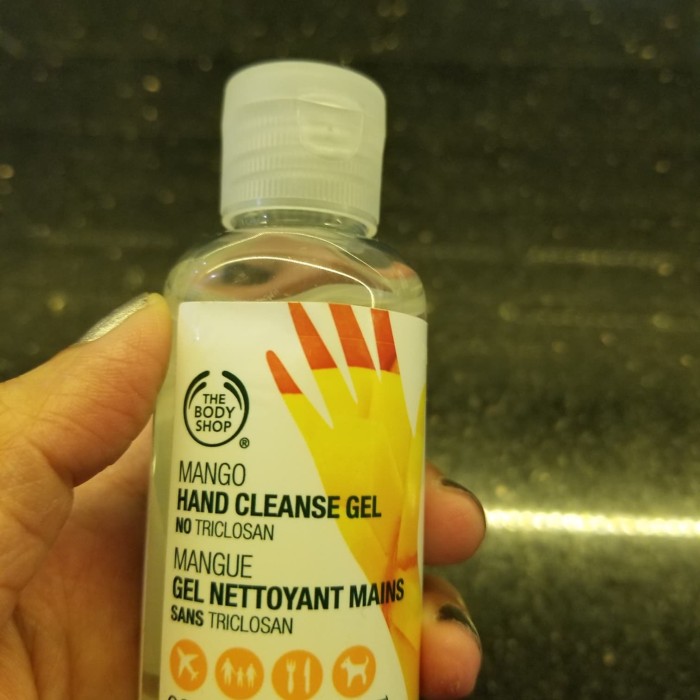 THE
BODY
SHOP
®
MANGO
HAND CLEANSE GEL
NO TRICLOSAN
MANGUE
GEL NETTOYANT MAINS
SANS TRICLOSAN